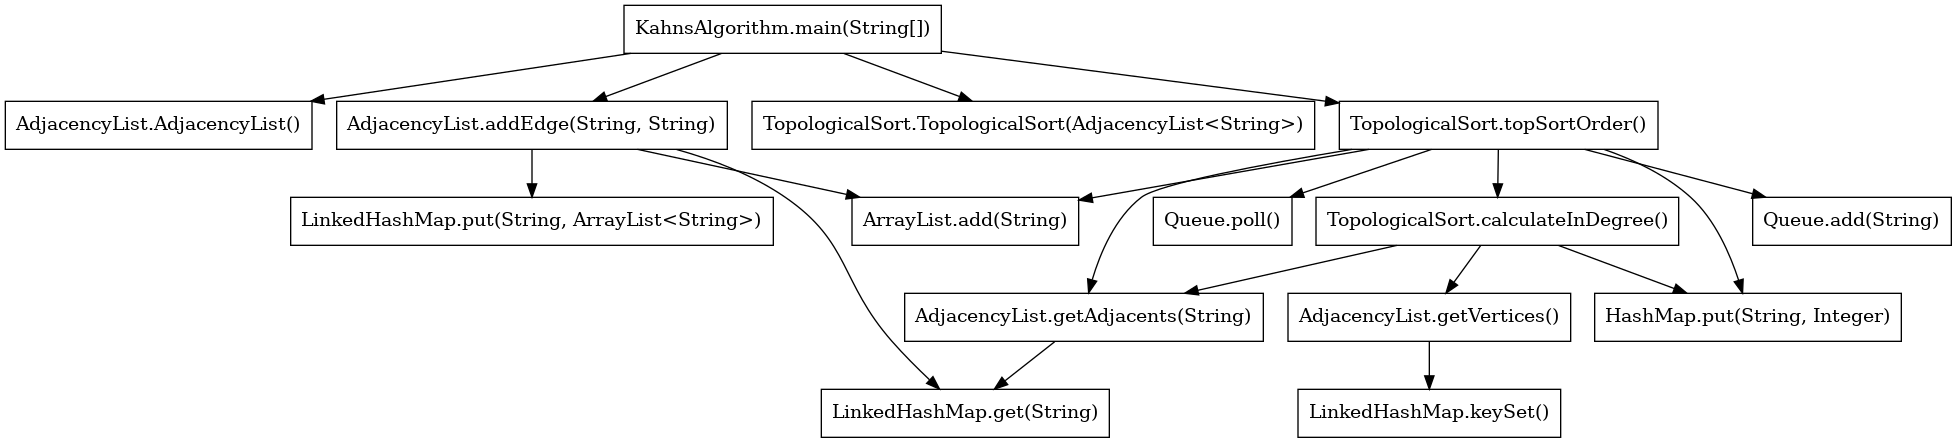 KahnsAlgorithm.main(String[])
AdjacencyList.AdjacencyList()
AdjacencyList.addEdge(String, String)
TopologicalSort.TopologicalSort(AdjacencyList<String>)
TopologicalSort.topSortOrder()
LinkedHashMap.put(String, ArrayList<String>)
ArrayList.add(String)
Queue.poll()
TopologicalSort.calculateInDegree()
Queue.add(String)
AdjacencyList.getAdjacents(String)
AdjacencyList.getVertices()
HashMap.put(String, Integer)
LinkedHashMap.get(String)
LinkedHashMap.keySet()